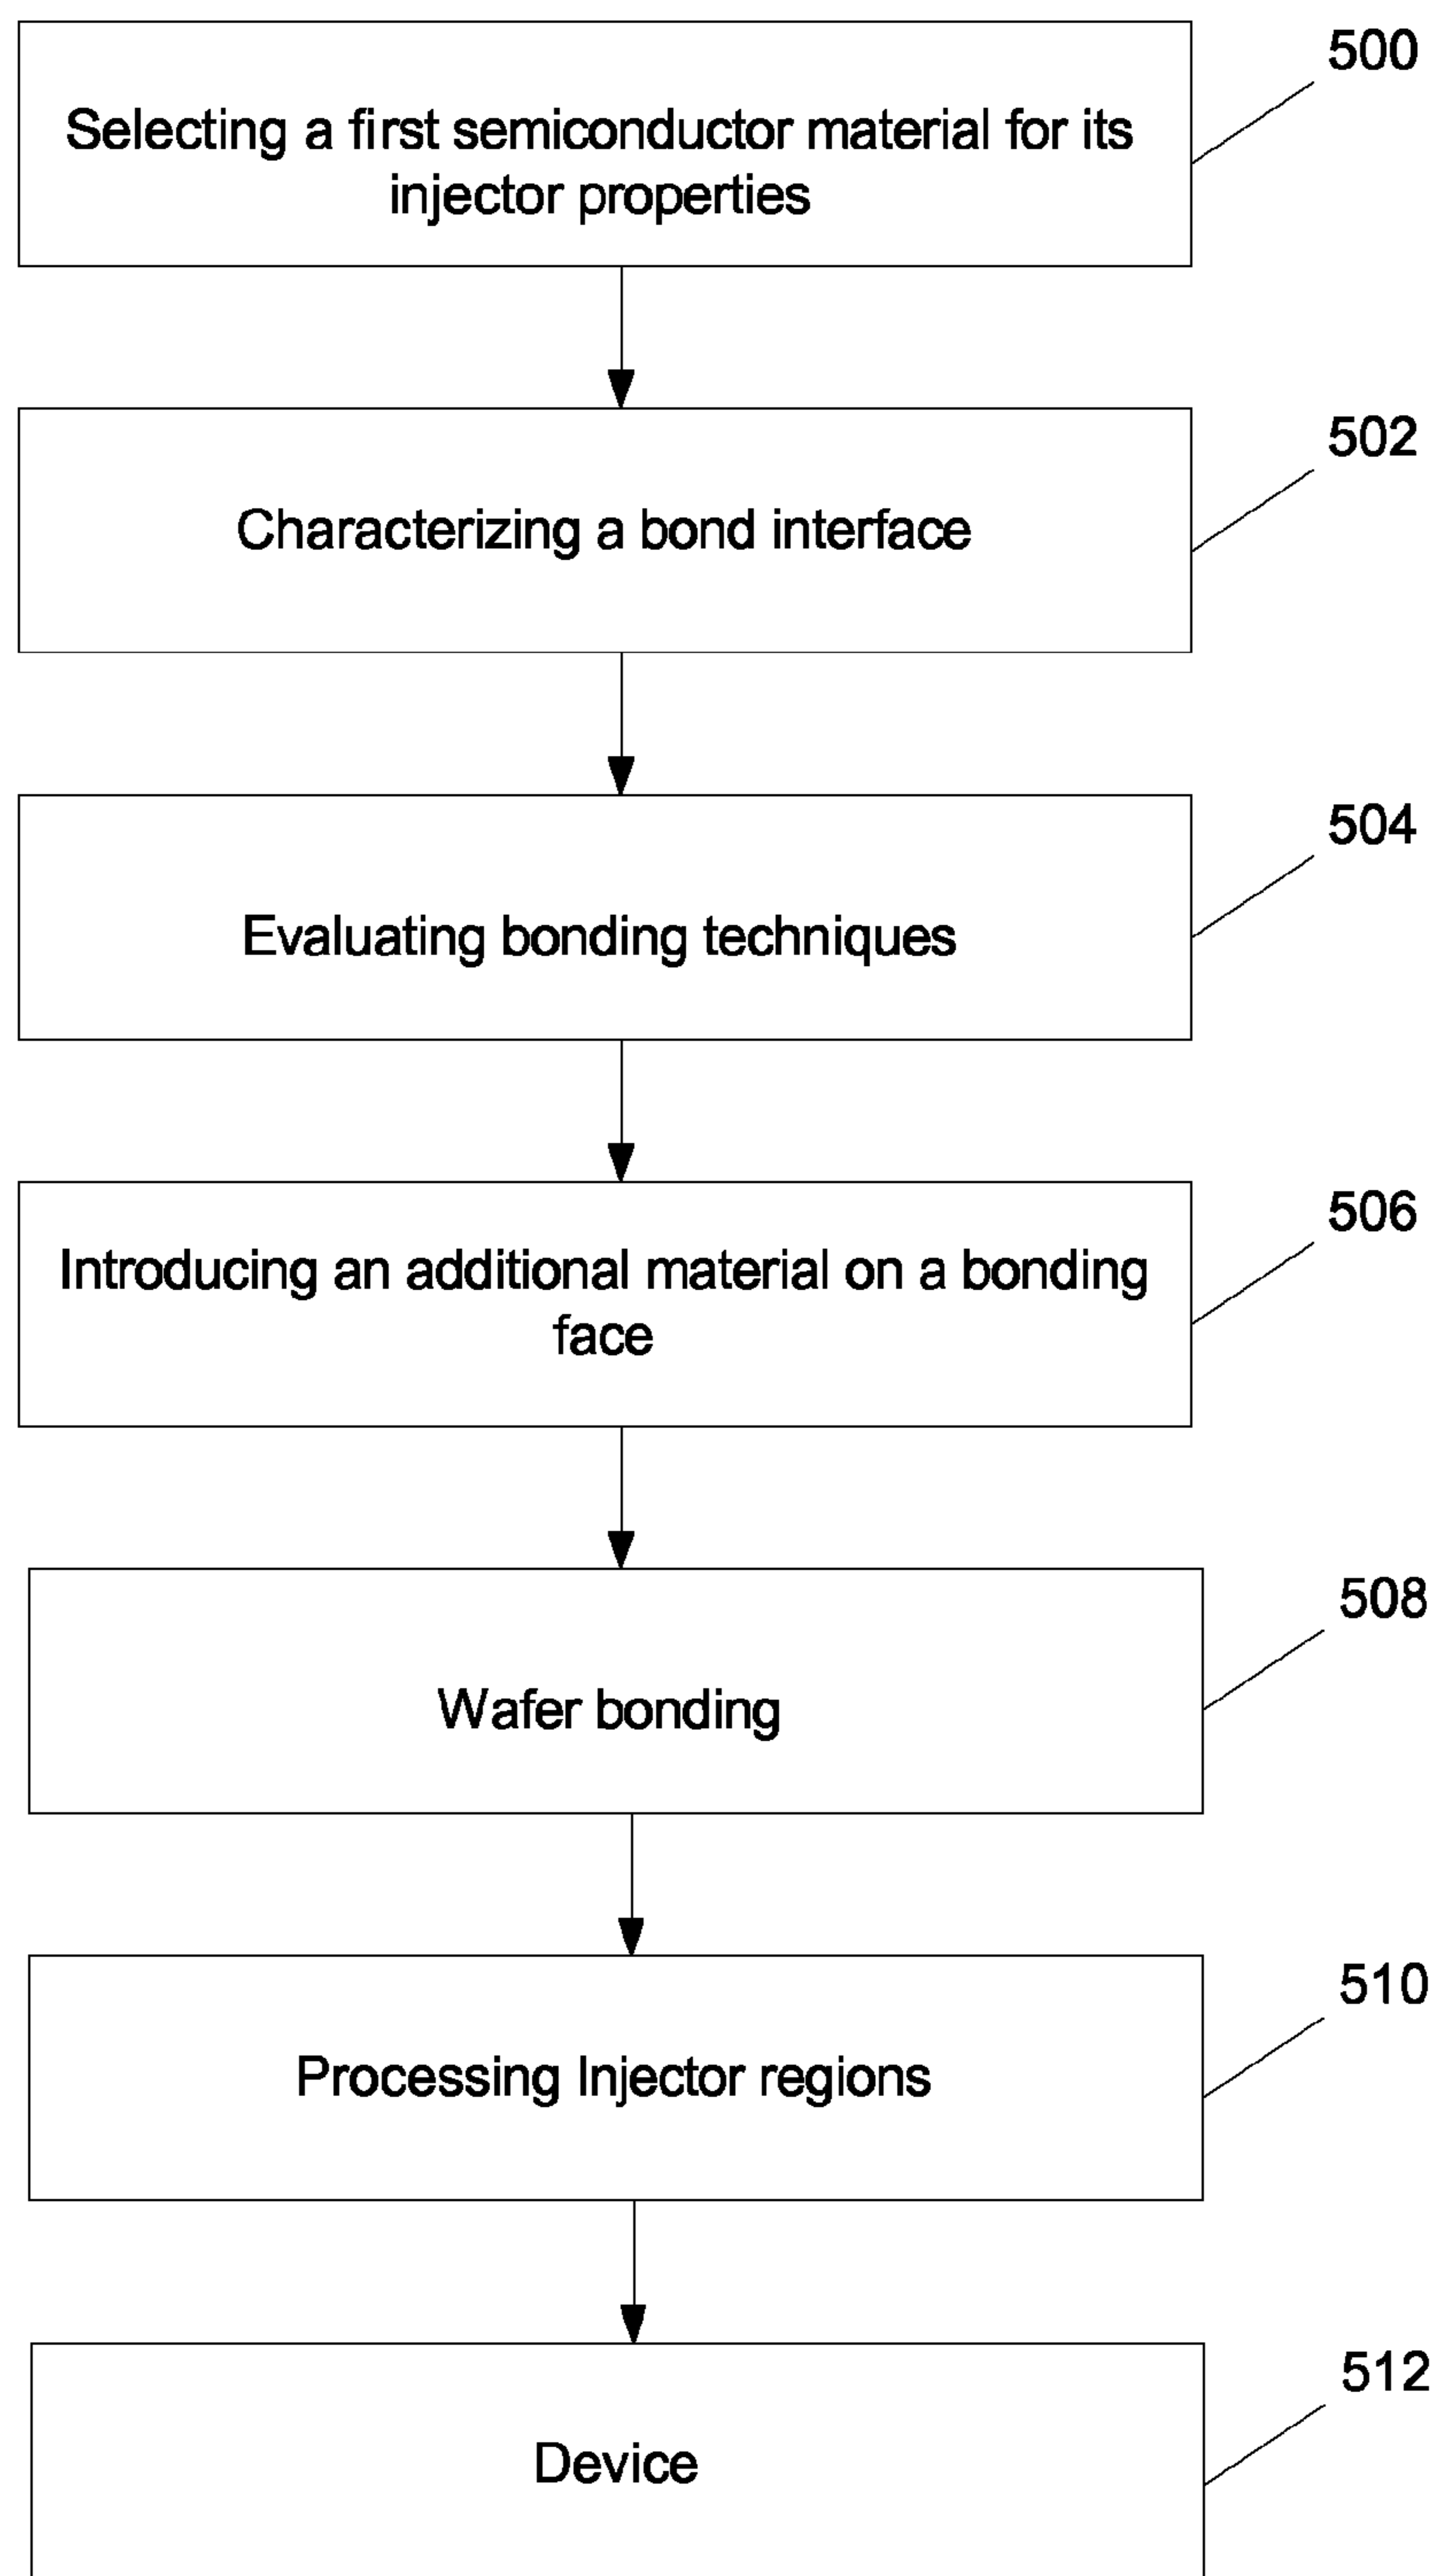 500
Selecting a first semiconductor material for its
injector properties
502
Characterizing a bond interface
504
Evaluating bonding techniques
506
Introducing an additional material on a bonding
face
508
Wafer bonding
510
Processing Injector regions
512
Device